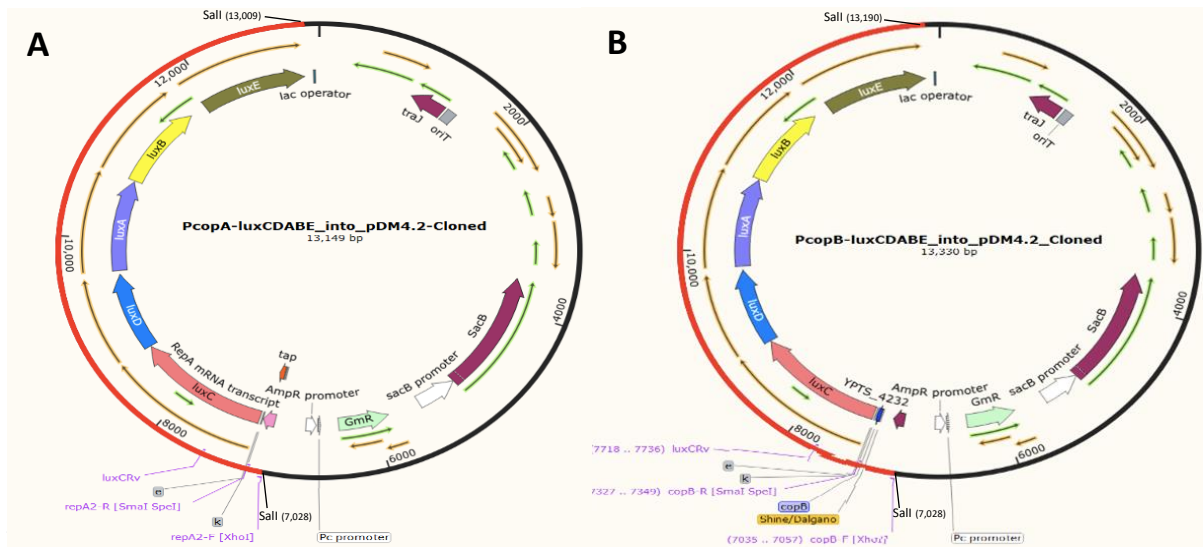 A
SalI (13,009)
12,000
luxE
lac operator
traJ
oriT
2000
luxB
luxA
10,000
PcopA-luxCDABE_into_pDM4.2-Cloned
13,149 bp
luxD
4000
SacB
tap
RepA mRNA transcript
luxC
AmpR promoter
sacB promoter
GmR
8000
6000
luxCRv
e
repA2-R [SmaI SpeI]
k
SalI (7,028)
repA2-F [XhoI]
Pc promoter
B
SalI (13,190)
12,000
luxE
lac operator
traJ
oriT
2000
luxB
luxA
10,000
PcopB-luxCDABE_into_pDM4.2_Cloned
13,330 bp
luxD
4000
SacB
YPTS_4232
luxC
AmpR promoter
sacB promoter
GmR
8000
6000
(7718 .. 7736) luxCRv
e
k
7327 .. 7349) copB-R [SmaI SpeI]
copB
Shine/Dalgano
SalI (7,028)
(7035 .. 7057) copB-F [XhoI]
Pc promoter